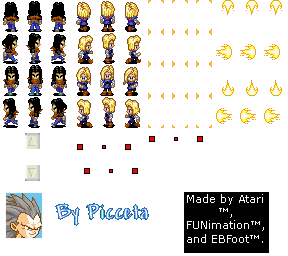 By Picceta
Made by Atari
™,
FUNimation™,
and EBFoot™.